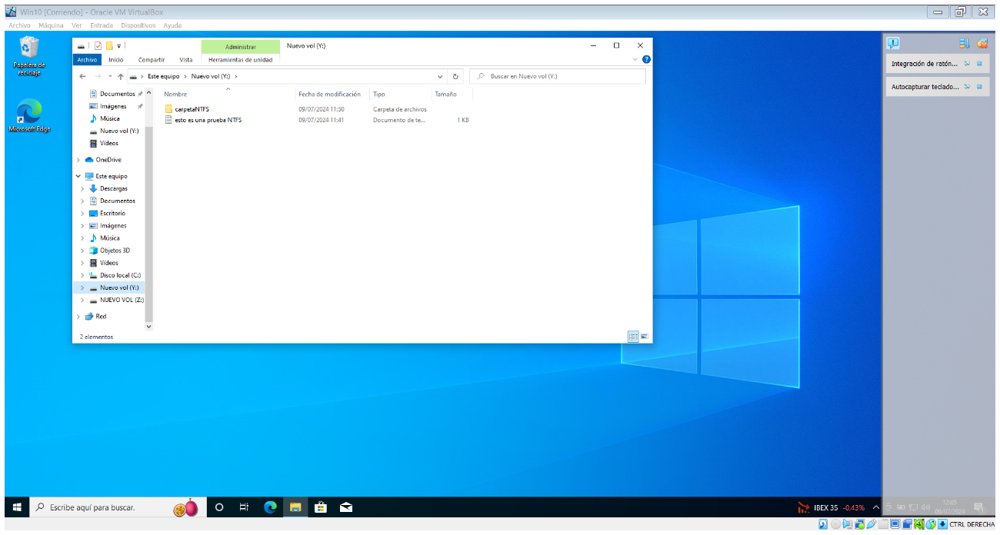 Win10 [Corriendo] - Oracle VM VirtualBox
Archivo Máquina Ver Entrada Dispositivos Ayuda
Papelera de
reciclaje
Microsoft Edge
Administrar Nuevo vol (Y:)
Archivo Inicio Compartir Vista Herramientas de unidad
Este equipo > Nuevo vol (Y:) >
Buscar en Nuevo vol (Y:)
Nombre Fecha de modificación Tipo Tamaño
carpetaNTFS 09/07/2024 11:50 Carpeta de archivos
esto es una prueba NTFS 09/07/2024 11:41 Documento de te... 1 KB
Documentos
Imágenes
Música
Nuevo vol (Y:)
Vídeos
OneDrive
Este equipo
Descargas
Documentos
Escritorio
Imágenes
Música
Objetos 3D
Vídeos
Disco local (C:)
Nuevo vol (Y:)
NUEVO VOL (Z:)
Red
2 elementos
Integración de ratón...
Autocapturar teclado...
Escribe aquí para buscar.
IBEX 35 -0,43%
12:05
09/07/2024
CTRL DERECHA